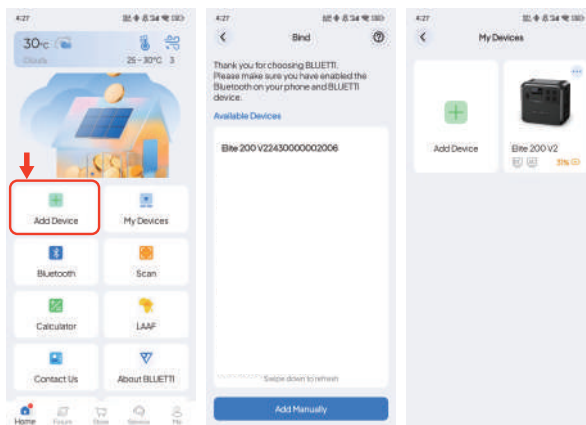 4:27
30°C
Clouds
25 - 30°C 3
Add Device
My Devices
Bluetooth
Scan
Calculator
LAAF
Contact Us
About BLUETTI
Home
Forum
Store
Service
Me
4:27
Bind
Thank you for choosing BLUETTI.
Please make sure you have enabled the
Bluetooth on your phone and BLUETTI
device.
Available Devices
Elite 200 V22430000002006
Swipe down to refresh
Add Manually
4:27
My Devices
Add Device
Elite 200 V2
31%